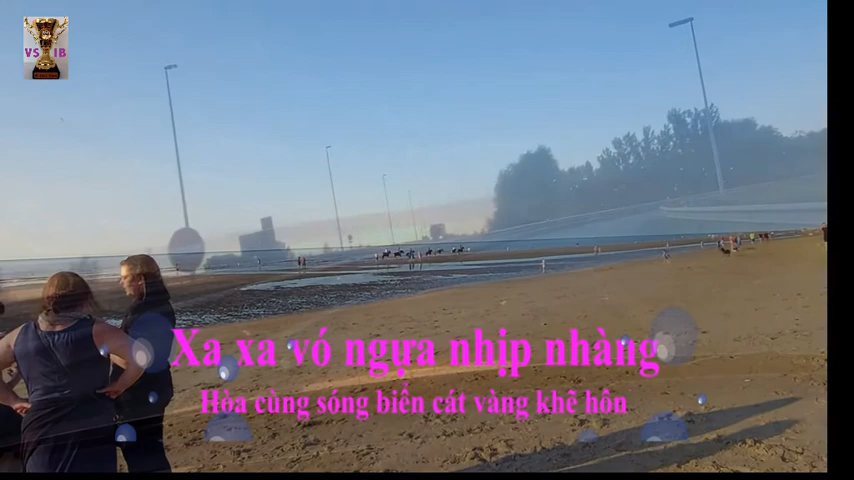 VS IB
Xa xa vó ngựa nhịp nhàng
Hòa cùng sóng biển cát vàng khẽ hôn